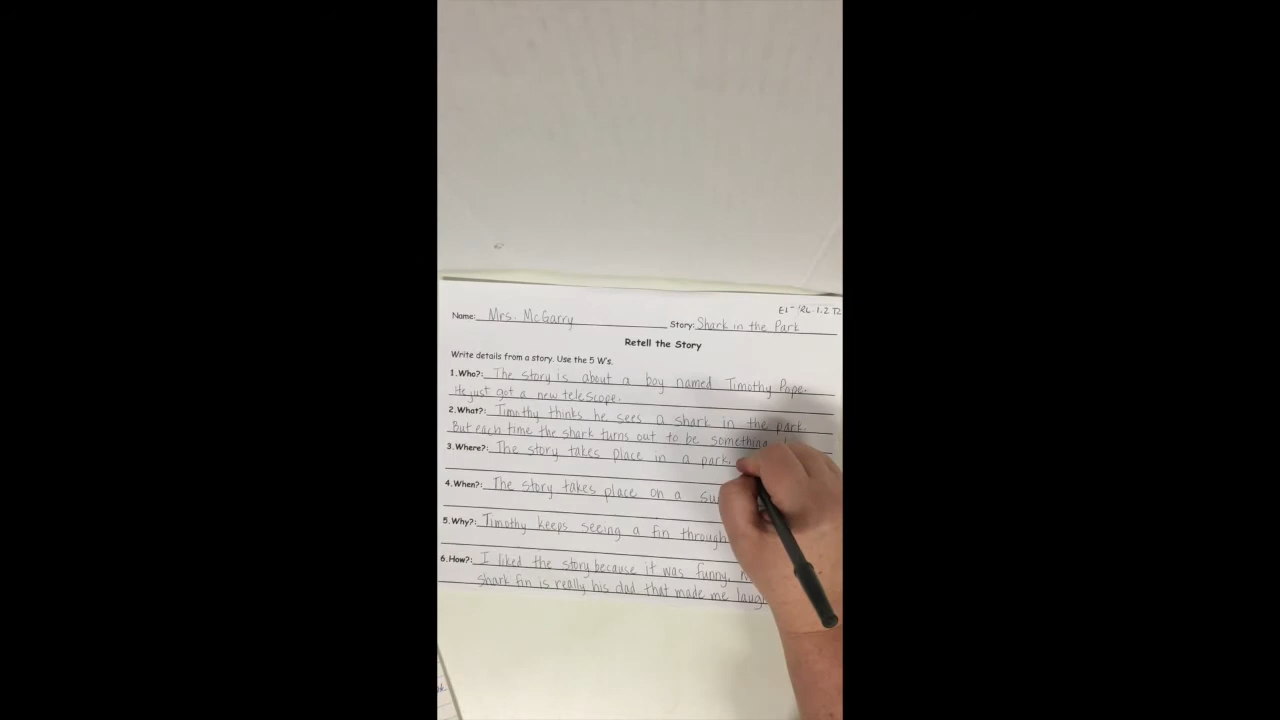 E1-RL.1.2 T2
Name: Mrs. McGarry Story: Shark in the Park
Retell the Story
Write details from a story. Use the 5 W's.
1.Who?: The story is about a boy named Timothy Pope.
He just got a new telescope.
2.What?: Timothy thinks he sees a shark in the park.
But each time the shark turns out to be something
3.Where?: The story takes place in a park.
4.When?: The story takes place on a
5.Why?: Timothy keeps seeing a fin through
6.How?: I liked the story because it was funny.
shark fin is really his dad that made me